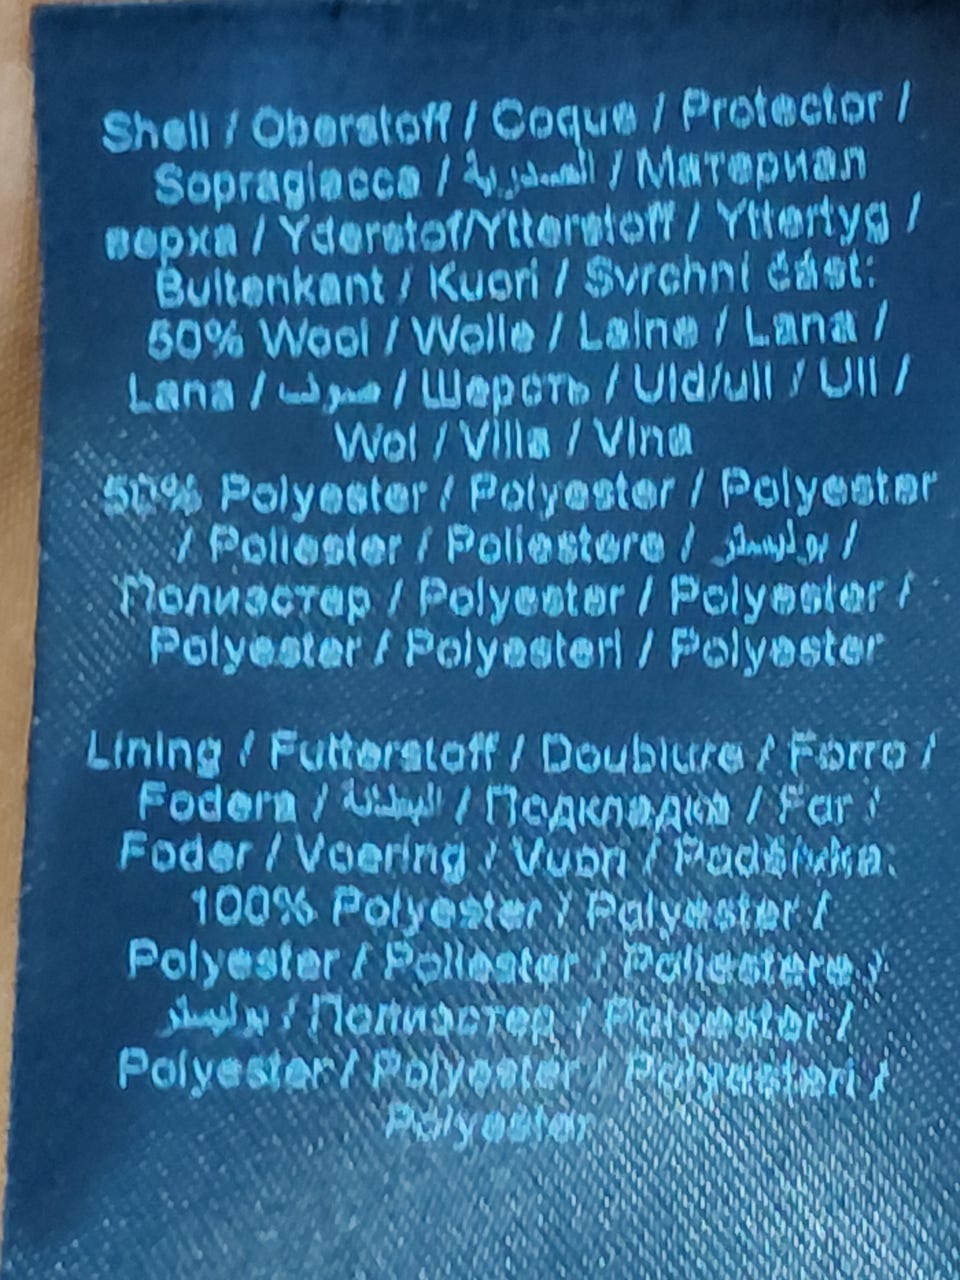 Shell / Oberstoff / Coque / Protector /
Sopragiacca / الصدرية / Материал
верха / Yderstof/Ytterstoff / Yttertyg /
Buitenkant / Kuori / Svrchní část:
50% Wool / Wolle / Laine / Lana /
Lana / صوف / Шерсть / Uld/ull / Ull /
Wol / Villa / Vlna
50% Polyester / Polyester / Polyester
/ Poliester / Poliestere / بوليستر /
Полиэстер / Polyester / Polyester /
Polyester / Polyesteri / Polyester
Lining / Futterstoff / Doublure / Forro /
Fodera / البطانة / Подкладка / Før /
Foder / Voering / Vuori / Podšívka:
100% Polyester / Polyester /
Polyester / Poliester / Poliestere /
بوليستر / Полиэстер / Polyester /
Polyester / Polyester / Polyesteri /
Polyester